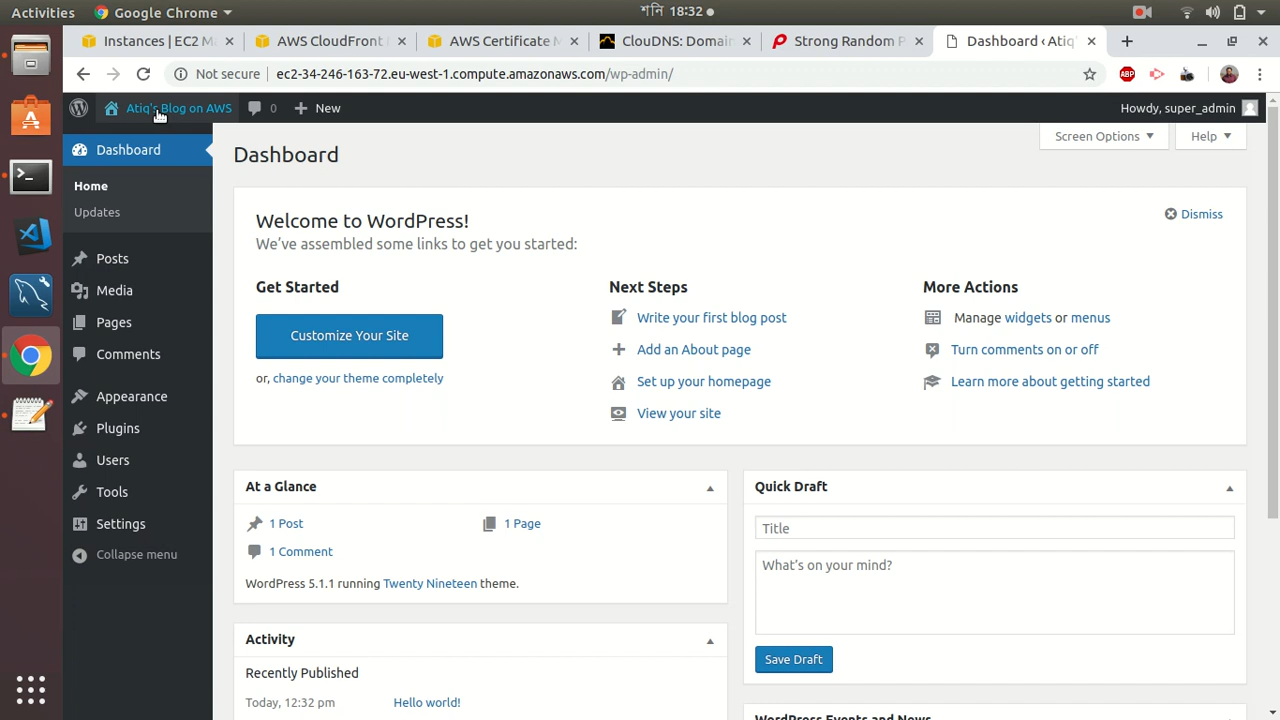 Activities Google Chrome শনি 18:32
Instances | EC2 M AWS CloudFront AWS Certificate M ClouDNS: Domain Strong Random P Dashboard ‹ Atiq'
Not secure ec2-34-246-163-72.eu-west-1.compute.amazonaws.com/wp-admin/ ABP
Atiq's Blog on AWS 0 New Howdy, super_admin
Screen Options Help
Dashboard
Home
Updates
Posts
Media
Pages
Comments
Appearance
Plugins
Users
Tools
Settings
Collapse menu
Dashboard
Welcome to WordPress! Dismiss
We've assembled some links to get you started:
Get Started
Customize Your Site
or, change your theme completely
Next Steps
Write your first blog post
Add an About page
Set up your homepage
View your site
More Actions
Manage widgets or menus
Turn comments on or off
Learn more about getting started
At a Glance
1 Post 1 Page
1 Comment
WordPress 5.1.1 running Twenty Nineteen theme.
Activity
Recently Published
Today, 12:32 pm Hello world!
Quick Draft
Title
What's on your mind?
Save Draft
WordPress Events and News